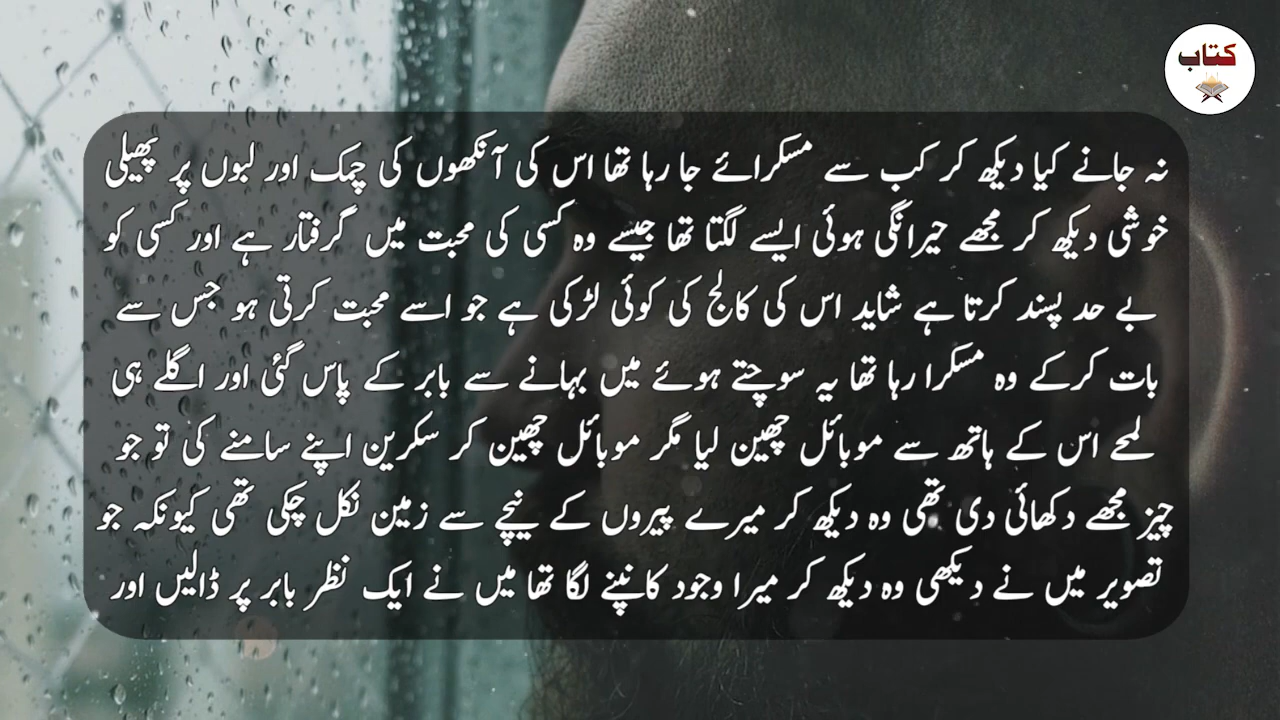 کتاب
نہ جانے کیا دیکھ کر کب سے مسکرائے جا رہا تھا اس کی آنکھوں کی چمک اور لبوں پر پھیلی
خوشی دیکھ کر مجھے حیرانگی ہوئی ایسے لگتا تھا جیسے وہ کسی کی محبت میں گرفتار ہے اور کسی کو
بے حد پسند کرتا ہے شاید اس کی کالج کی کوئی لڑکی ہے جو اسے محبت کرتی ہو جس سے
بات کرکے وہ مسکرا رہا تھا یہ سوچتے ہوئے میں بہانے سے بابر کے پاس گئی اور اگلے ہی
لمحے اس کے ہاتھ سے موبائل چھین لیا مگر موبائل چھین کر سکرین اپنے سامنے کی تو جو
چیز مجھے دکھائی دی تھی وہ دیکھ کر میرے پیروں کے نیچے سے زمین نکل چکی تھی کیونکہ جو
تصویر میں نے دیکھی وہ دیکھ کر میرا وجود کانپنے لگا تھا میں نے ایک نظر بابر پر ڈالیں اور